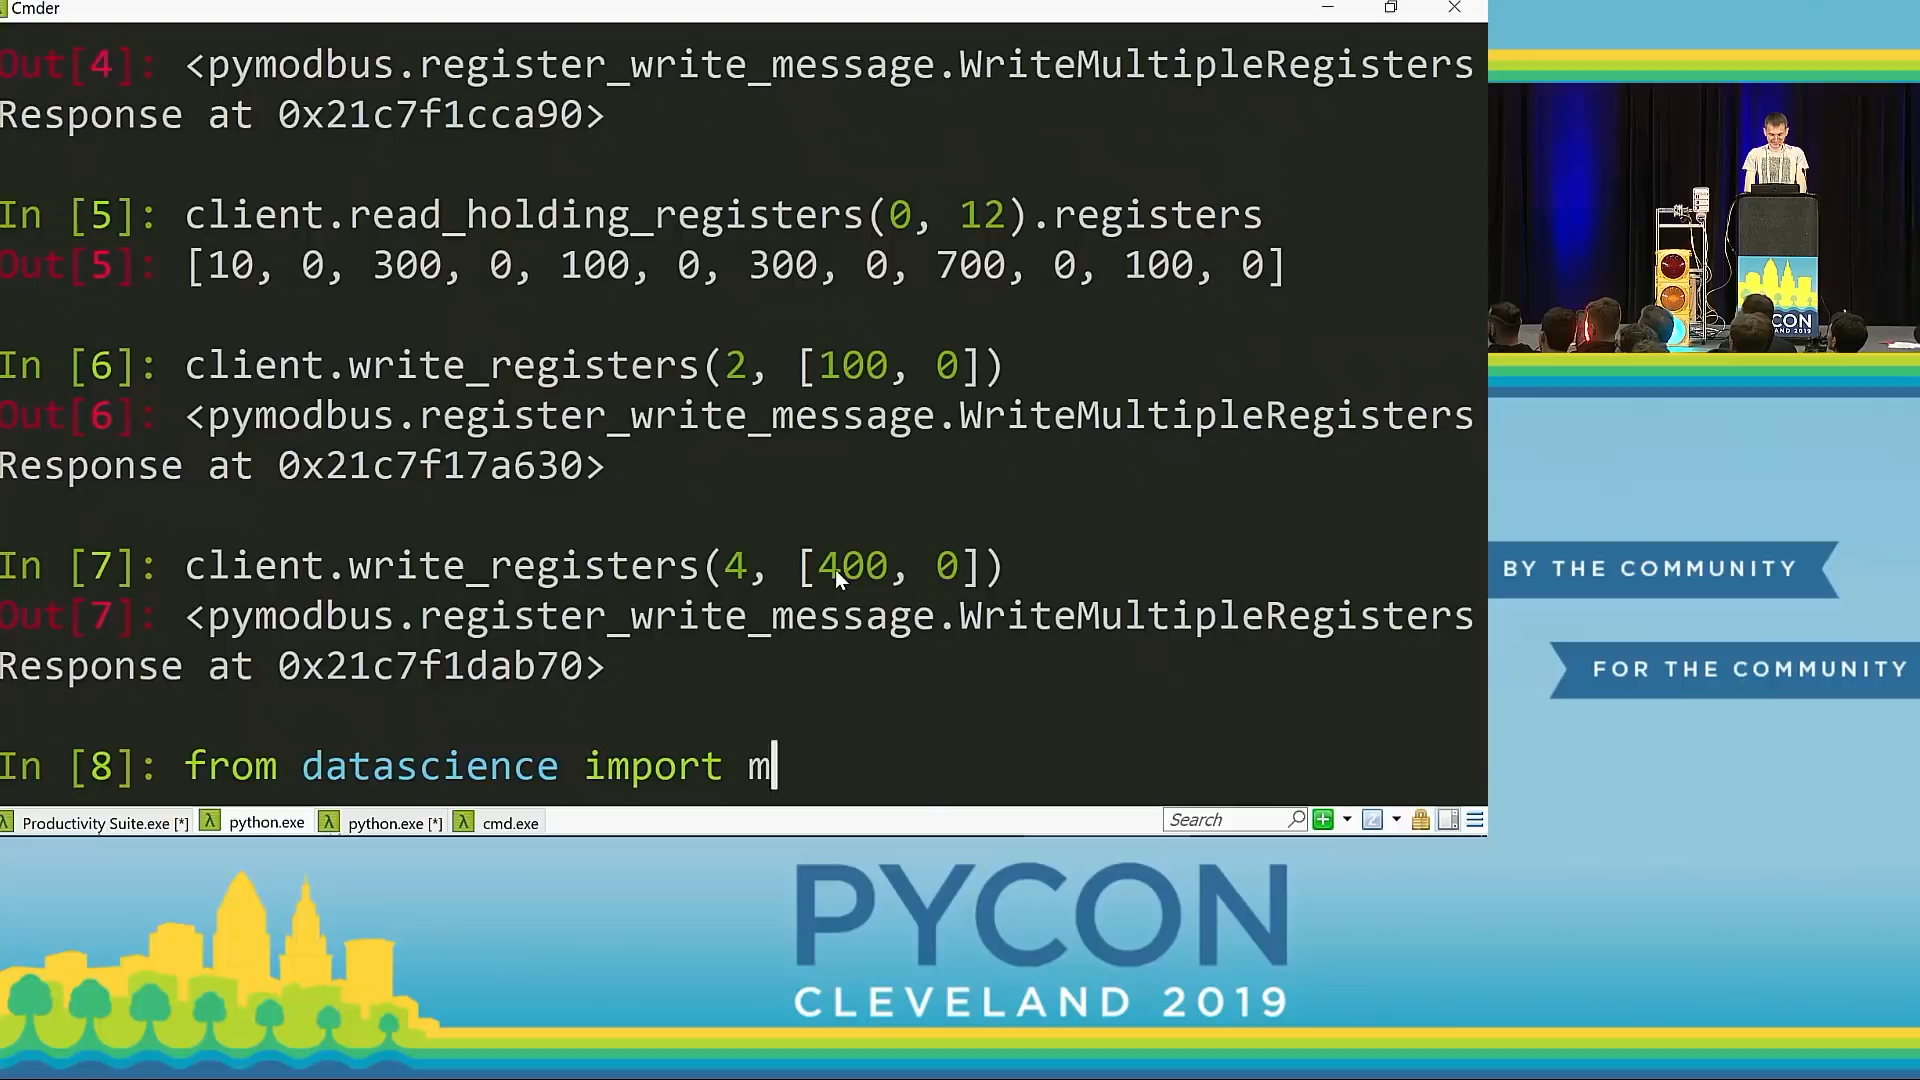 Cmder
Out[4]: <pymodbus.register_write_message.WriteMultipleRegisters
Response at 0x21c7f1cca90>
In [5]: client.read_holding_registers(0, 12).registers
Out[5]: [10, 0, 300, 0, 100, 0, 300, 0, 700, 0, 100, 0]
In [6]: client.write_registers(2, [100, 0])
Out[6]: <pymodbus.register_write_message.WriteMultipleRegisters
Response at 0x21c7f17a630>
In [7]: client.write_registers(4, [400, 0])
Out[7]: <pymodbus.register_write_message.WriteMultipleRegisters
Response at 0x21c7f1dab70>
In [8]: from datascience import m
Productivity Suite.exe [*]
python.exe
python.exe [*]
cmd.exe
Search
CON
LAND 2019
BY THE COMMUNITY
FOR THE COMMUNITY
PYCON
CLEVELAND 2019